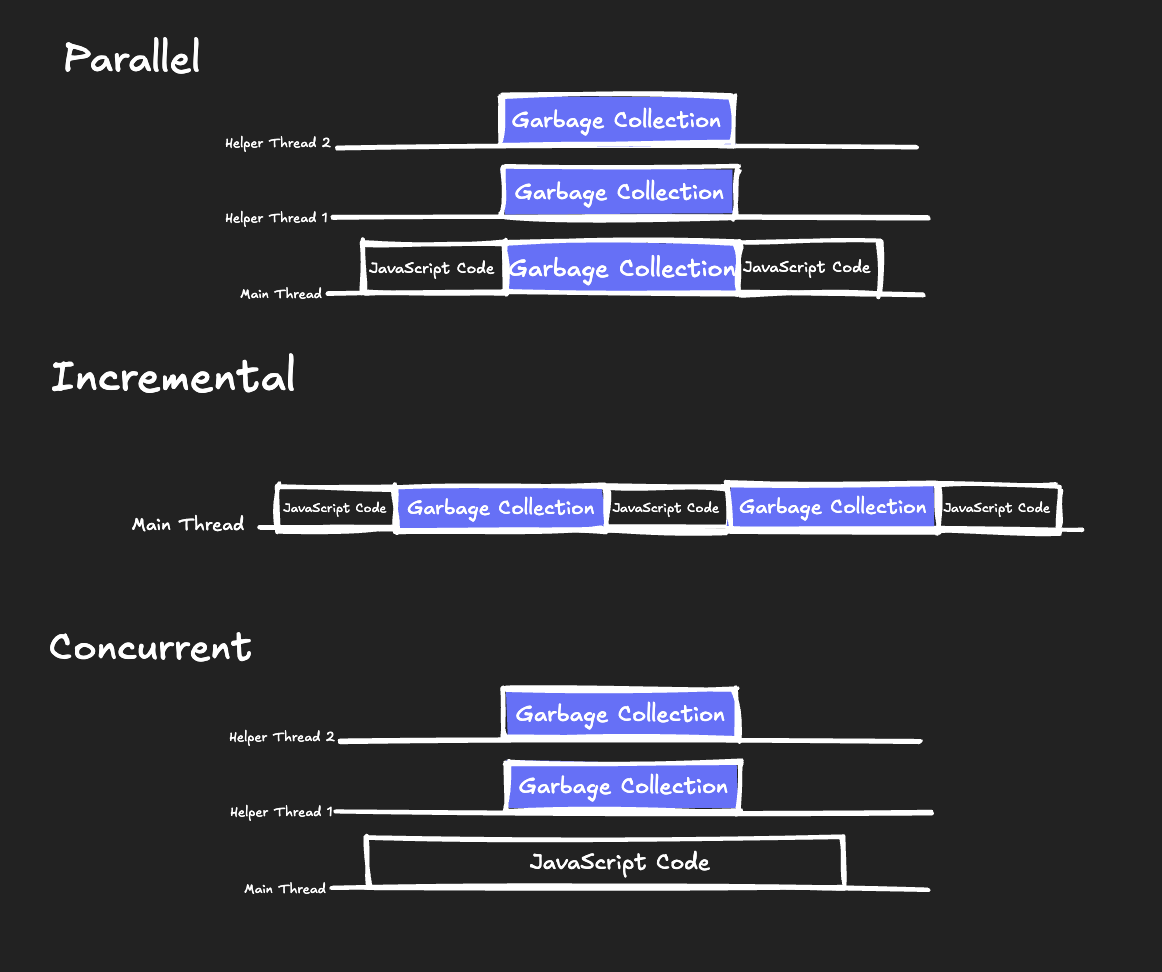 Parallel
Garbage Collection
Helper Thread 2
Garbage Collection
Helper Thread 1
JavaScript Code Garbage Collection JavaScript Code
Main Thread
Incremental
JavaScript Code Garbage Collection JavaScript Code Garbage Collection JavaScript Code
Main Thread
Concurrent
Garbage Collection
Helper Thread 2
Garbage Collection
Helper Thread 1
JavaScript Code
Main Thread